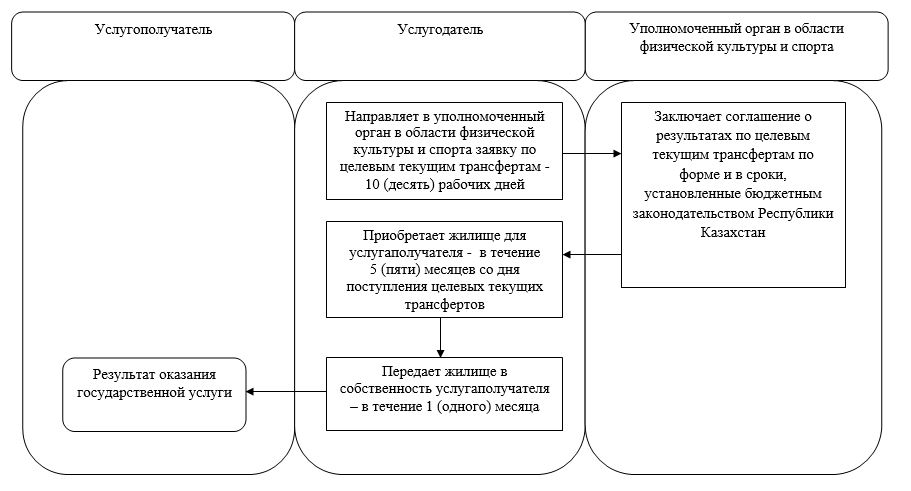 Услугополучатель
Услугодатель
Уполномоченный орган в области
физической культуры и спорта
Направляет в уполномоченный
орган в области физической
культуры и спорта заявку по
целевым текущим трансфертам -
10 (десять) рабочих дней
Заключает соглашение о
результатах по целевым
текущим трансфертам по
форме и в сроки,
установленные бюджетным
законодательством Республики
Казахстан
Приобретает жилище для
услугаполучателя -  в течение
5 (пяти) месяцев со дня
поступления целевых текущих
трансфертов
Передает жилище в
собственность услугаполучателя
– в течение 1 (одного) месяца
Результат оказания
государственной услуги